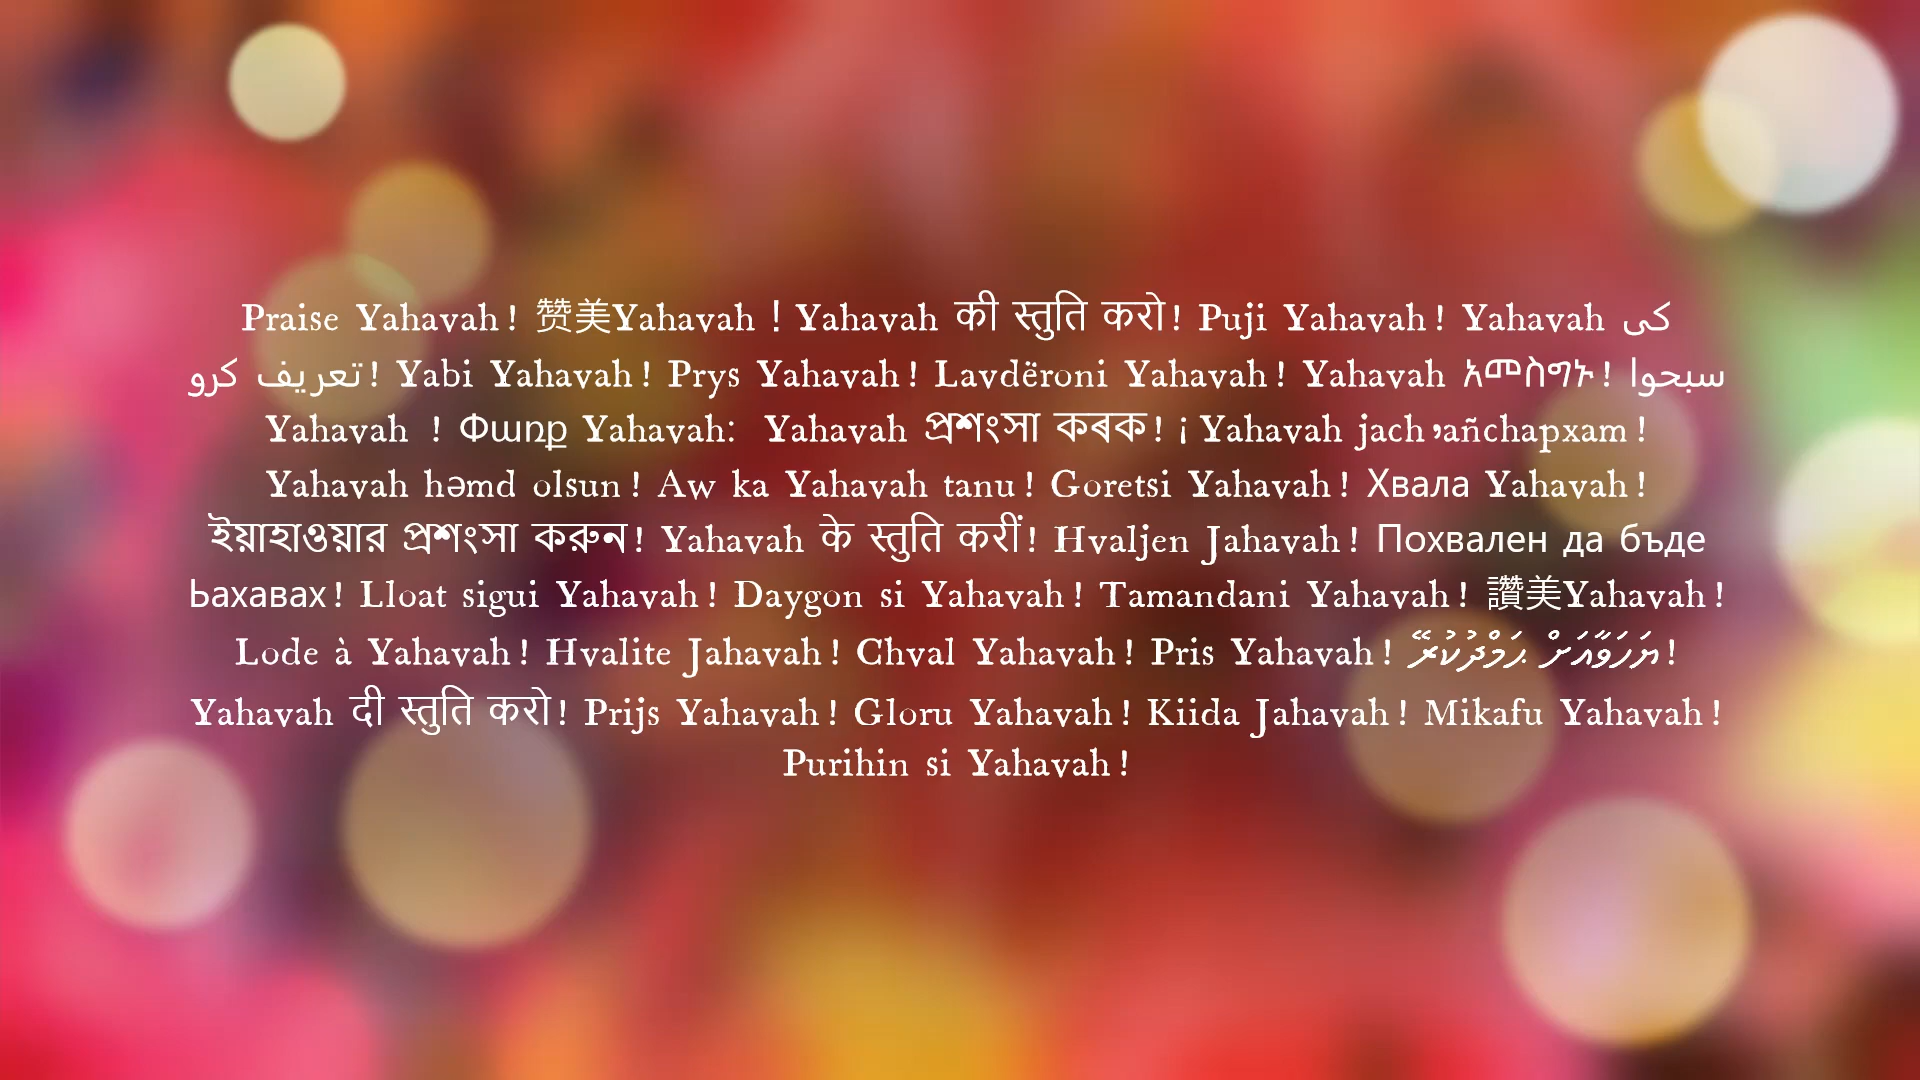 Praise Yahavah! 赞美Yahavah！Yahavah की स्तुति करो! Puji Yahavah! Yahavah کی
تعریف کرو! Yabi Yahavah! Prys Yahavah! Lavdëroni Yahavah! Yahavah አመስግኑ! سبحوا
Yahavah ! Փառք Yahavah: Yahavah প্ৰশংসা কৰক! ¡Yahavah jach’añchapxam!
Yahavah həmd olsun! Aw ka Yahavah tanu! Goretsi Yahavah! Хвала Yahavah!
ইয়াহাওয়ার প্রশংসা করুন! Yahavah के स्तुति करीं! Hvaljen Jahavah! Похвален да бъде
Ьахавах! Lloat sigui Yahavah! Daygon si Yahavah! Tamandani Yahavah! 讚美Yahavah!
Lode à Yahavah! Hvalite Jahavah! Chval Yahavah! Pris Yahavah! ޔަހަވާއަށް ޙަމްދުކުރޭ!
Yahavah दी स्तुति करो! Prijs Yahavah! Gloru Yahavah! Kiida Jahavah! Mikafu Yahavah!
Purihin si Yahavah!